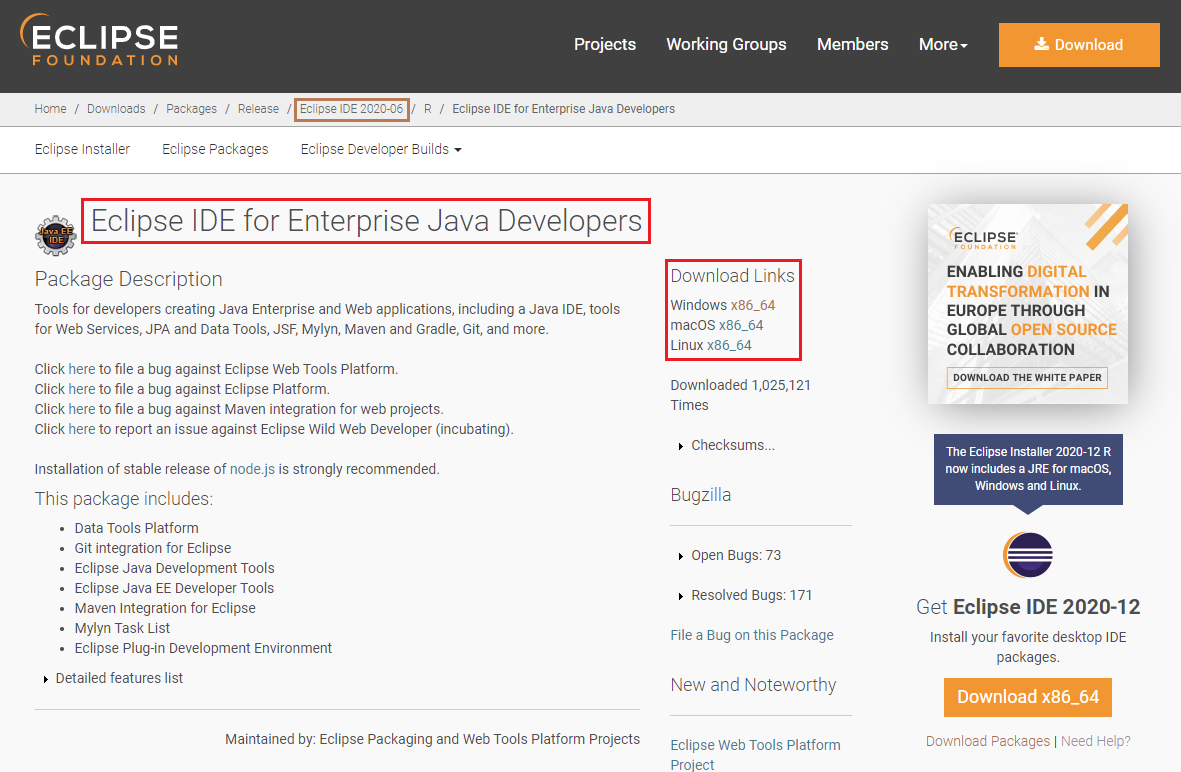 ECLIPSE
FOUNDATION
Projects
Working Groups
Members
More
Download
Home / Downloads / Packages / Release / Eclipse IDE 2020-06 / R / Eclipse IDE for Enterprise Java Developers
Eclipse Installer
Eclipse Packages
Eclipse Developer Builds
Java EE
IDE
Eclipse IDE for Enterprise Java Developers
Package Description
Tools for developers creating Java Enterprise and Web applications, including a Java IDE, tools
for Web Services, JPA and Data Tools, JSF, Mylyn, Maven and Gradle, Git, and more.
Click here to file a bug against Eclipse Web Tools Platform.
Click here to file a bug against Eclipse Platform.
Click here to file a bug against Maven integration for web projects.
Click here to report an issue against Eclipse Wild Web Developer (incubating).
Installation of stable release of node.js is strongly recommended.
This package includes:
• Data Tools Platform
• Git integration for Eclipse
• Eclipse Java Development Tools
• Eclipse Java EE Developer Tools
• Maven Integration for Eclipse
• Mylyn Task List
• Eclipse Plug-in Development Environment
Detailed features list
Maintained by: Eclipse Packaging and Web Tools Platform Projects
Download Links
Windows x86_64
macOS x86_64
Linux x86_64
Downloaded 1,025,121
Times
Checksums...
Bugzilla
Open Bugs: 73
Resolved Bugs: 171
File a Bug on this Package
New and Noteworthy
Eclipse Web Tools Platform
Project
ECLIPSE
FOUNDATION
ENABLING DIGITAL
TRANSFORMATION IN
EUROPE THROUGH
GLOBAL OPEN SOURCE
COLLABORATION
DOWNLOAD THE WHITE PAPER
The Eclipse Installer 2020-12 R
now includes a JRE for macOS,
Windows and Linux.
Get Eclipse IDE 2020-12
Install your favorite desktop IDE
packages.
Download x86_64
Download Packages | Need Help?